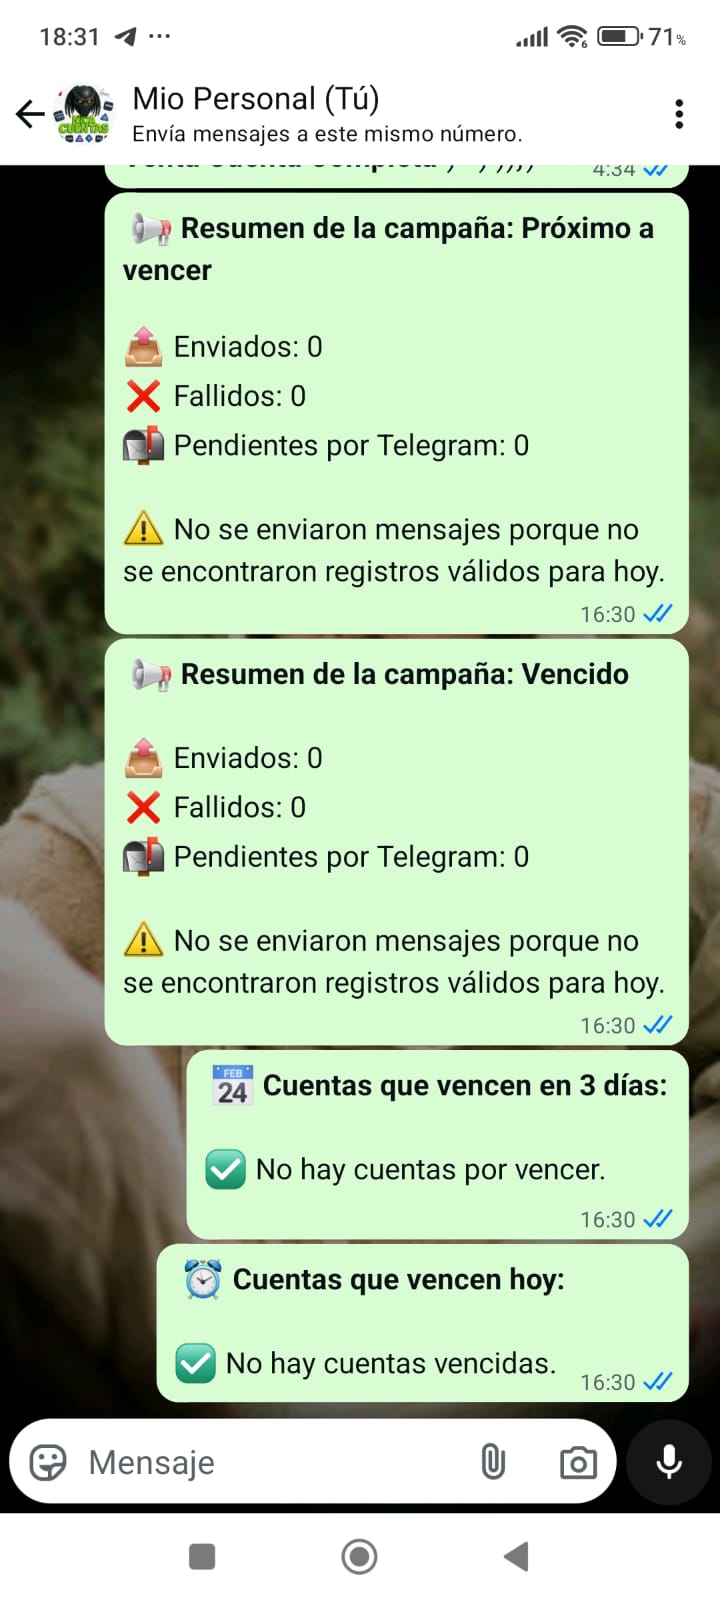 18:31
71%
Mio Personal (Tú)
Envía mensajes a este mismo número.
4:34
Resumen de la campaña: Próximo a
vencer
Enviados: 0
Fallidos: 0
Pendientes por Telegram: 0
No se enviaron mensajes porque no
se encontraron registros válidos para hoy.
16:30
Resumen de la campaña: Vencido
Enviados: 0
Fallidos: 0
Pendientes por Telegram: 0
No se enviaron mensajes porque no
se encontraron registros válidos para hoy.
16:30
FEB
24
Cuentas que vencen en 3 días:
No hay cuentas por vencer.
16:30
Cuentas que vencen hoy:
No hay cuentas vencidas.
16:30
Mensaje